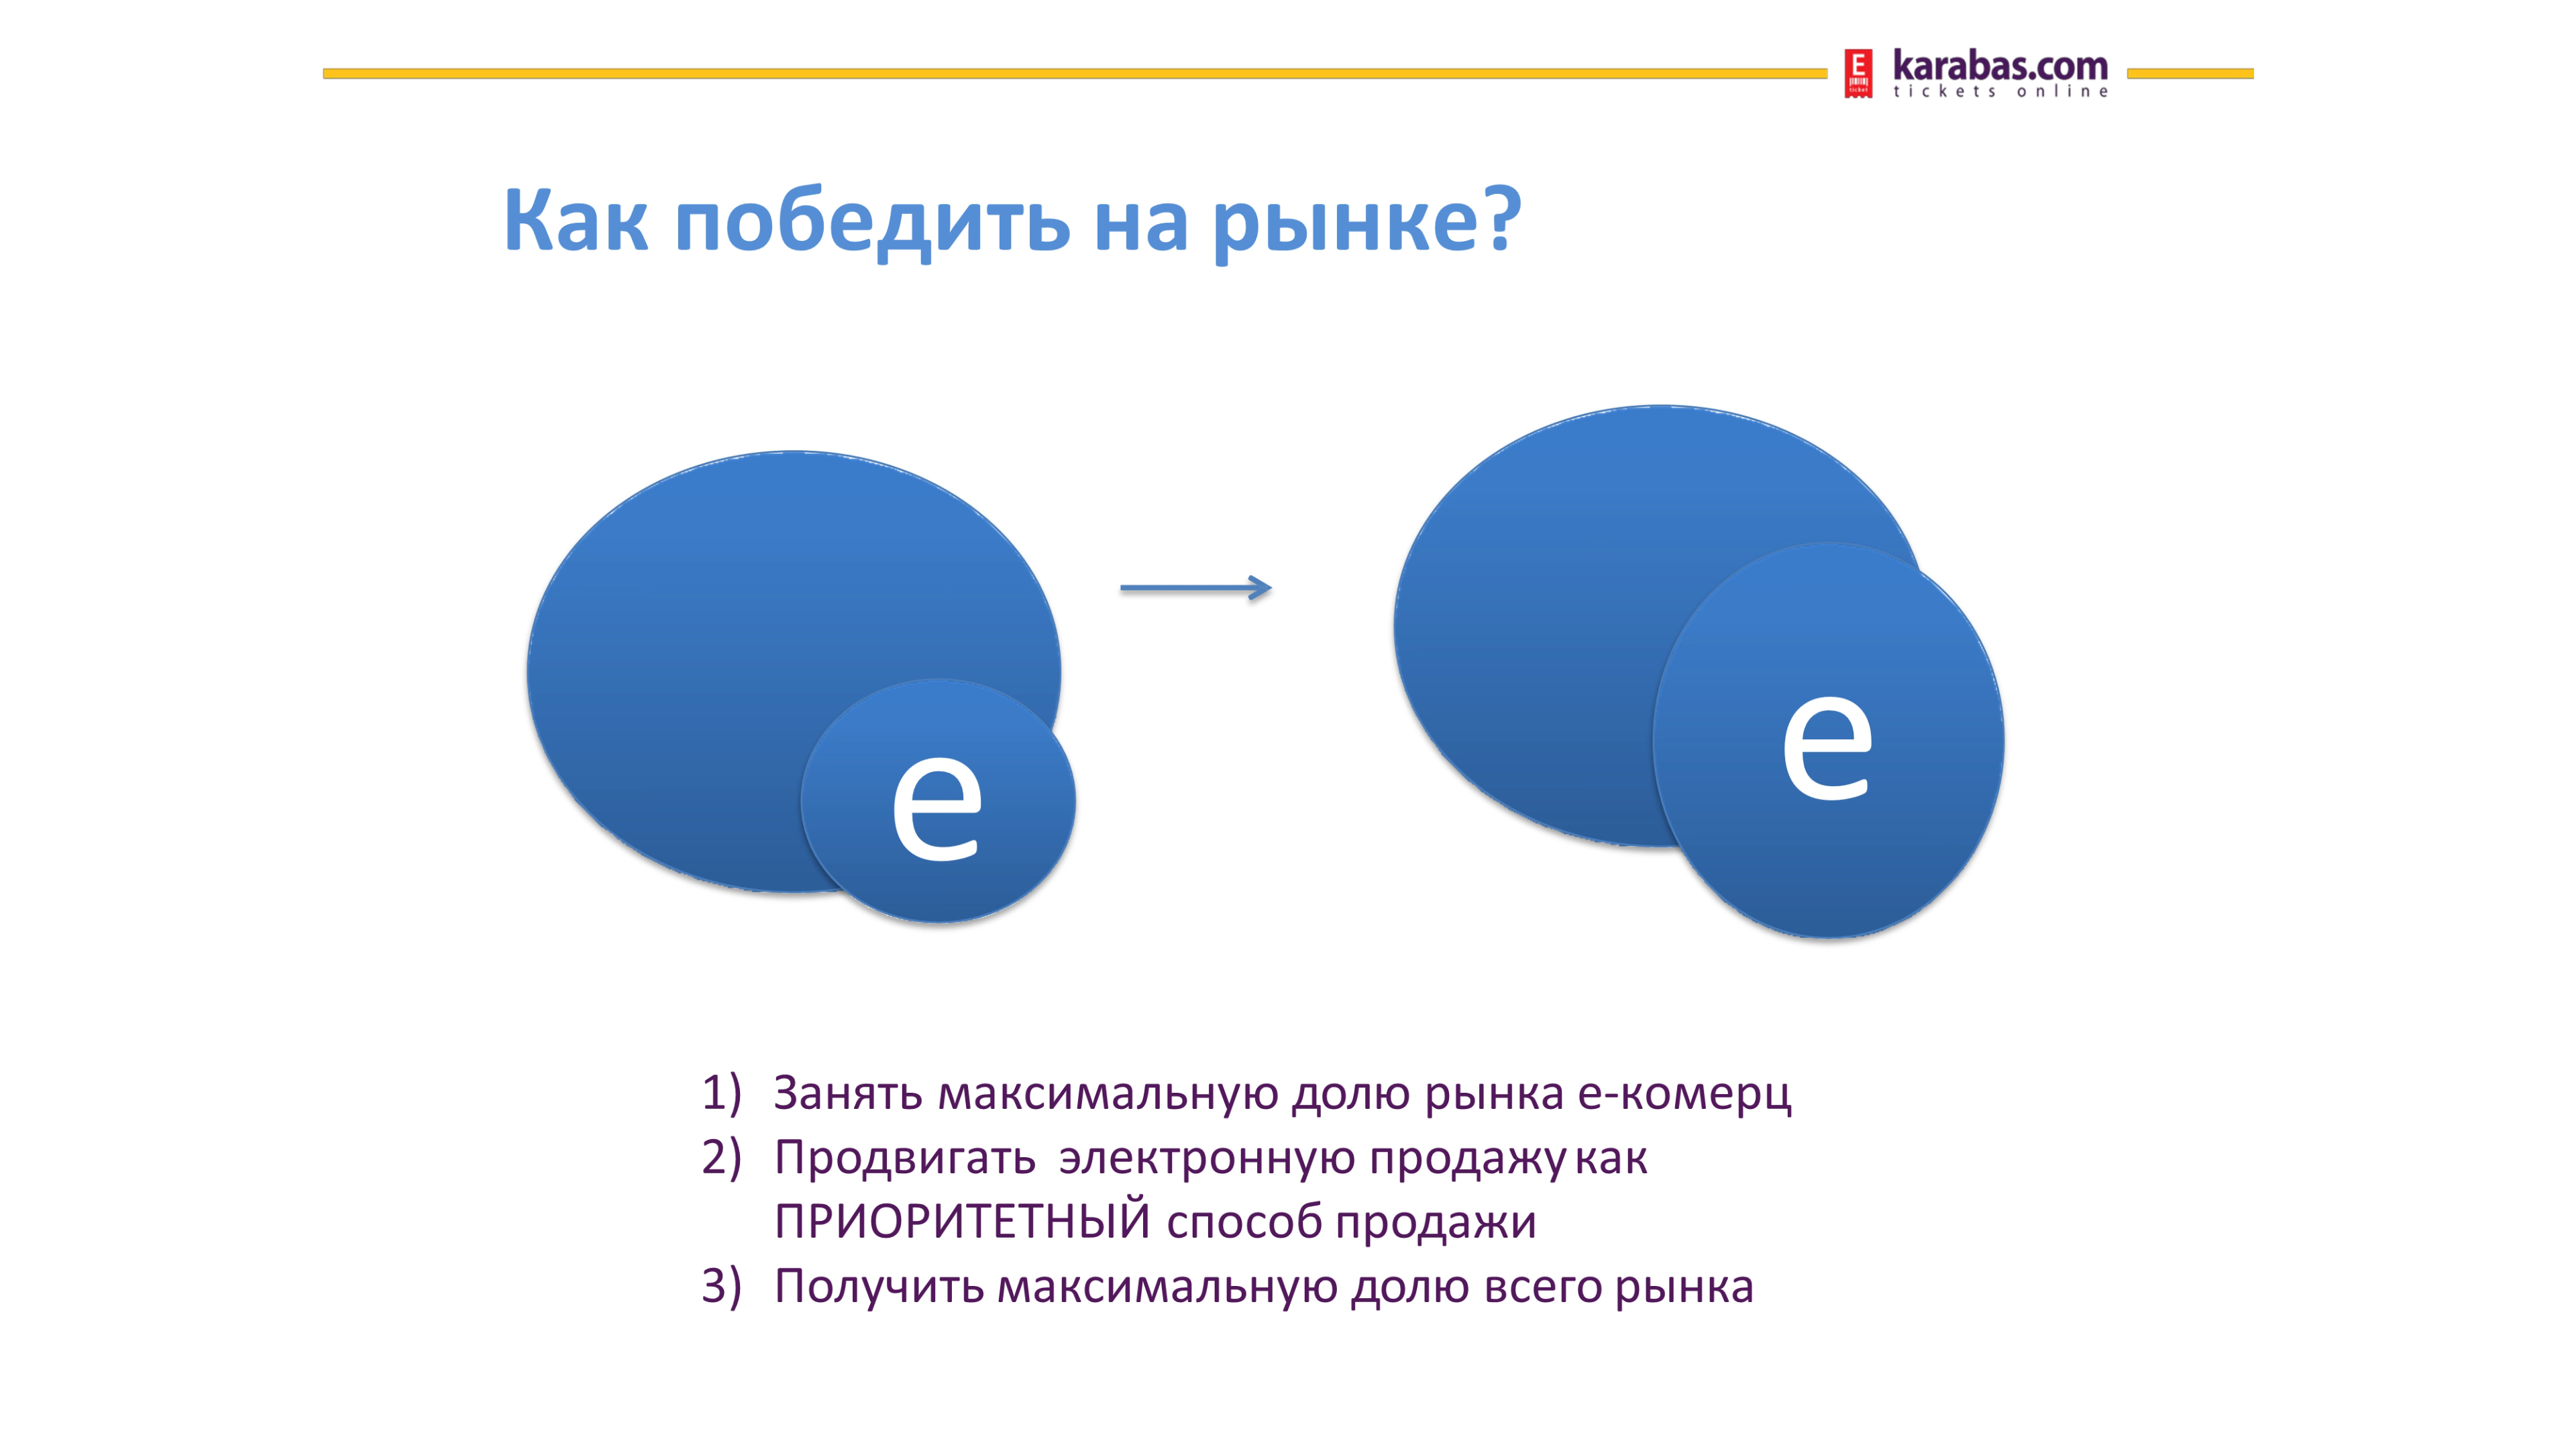 E
ticket
karabas.com
tickets online
Как победить на рынке?
e
e
1) Занять максимальную долю рынка е-комерц
2) Продвигать электронную продажу как
ПРИОРИТЕТНЫЙ способ продажи
3) Получить максимальную долю всего рынка